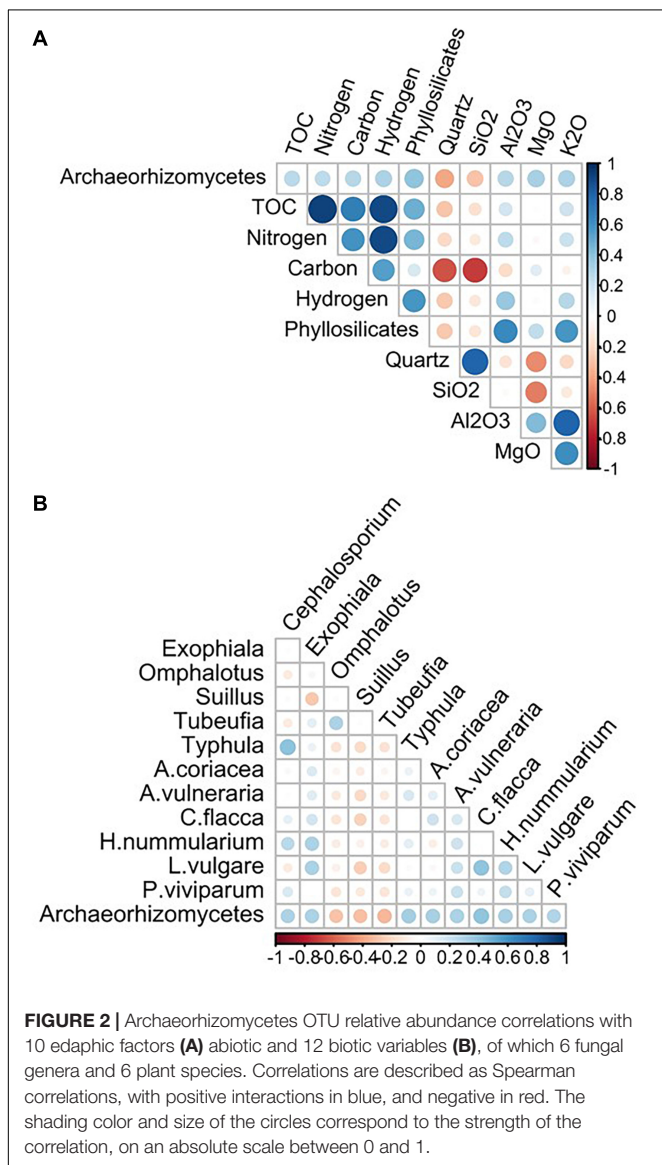 A
TOC
Nitrogen
Carbon
Hydrogen
Phyllosilicates
Quartz
SiO2
Al2O3
MgO
K2O
Archaeorhizomycetes
TOC
Nitrogen
Carbon
Hydrogen
Phyllosilicates
Quartz
SiO2
Al2O3
MgO
1
0.8
0.6
0.4
0.2
0
-0.2
-0.4
-0.6
-0.8
-1
B
Cephalosporium
Exophiala
Omphalotus
Suillus
Tubeufia
Typhula
A.coriacea
A.vulneraria
C.flacca
H.nummularium
L.vulgare
P.viviparum
Exophiala
Omphalotus
Suillus
Tubeufia
Typhula
A.coriacea
A.vulneraria
C.flacca
H.nummularium
L.vulgare
P.viviparum
Archaeorhizomycetes
-1 -0.8 -0.6 -0.4 -0.2 0 0.2 0.4 0.6 0.8 1
FIGURE 2 | Archaeorhizomycetes OTU relative abundance correlations with
10 edaphic factors (A) abiotic and 12 biotic variables (B), of which 6 fungal
genera and 6 plant species. Correlations are described as Spearman
correlations, with positive interactions in blue, and negative in red. The
shading color and size of the circles correspond to the strength of the
correlation, on an absolute scale between 0 and 1.